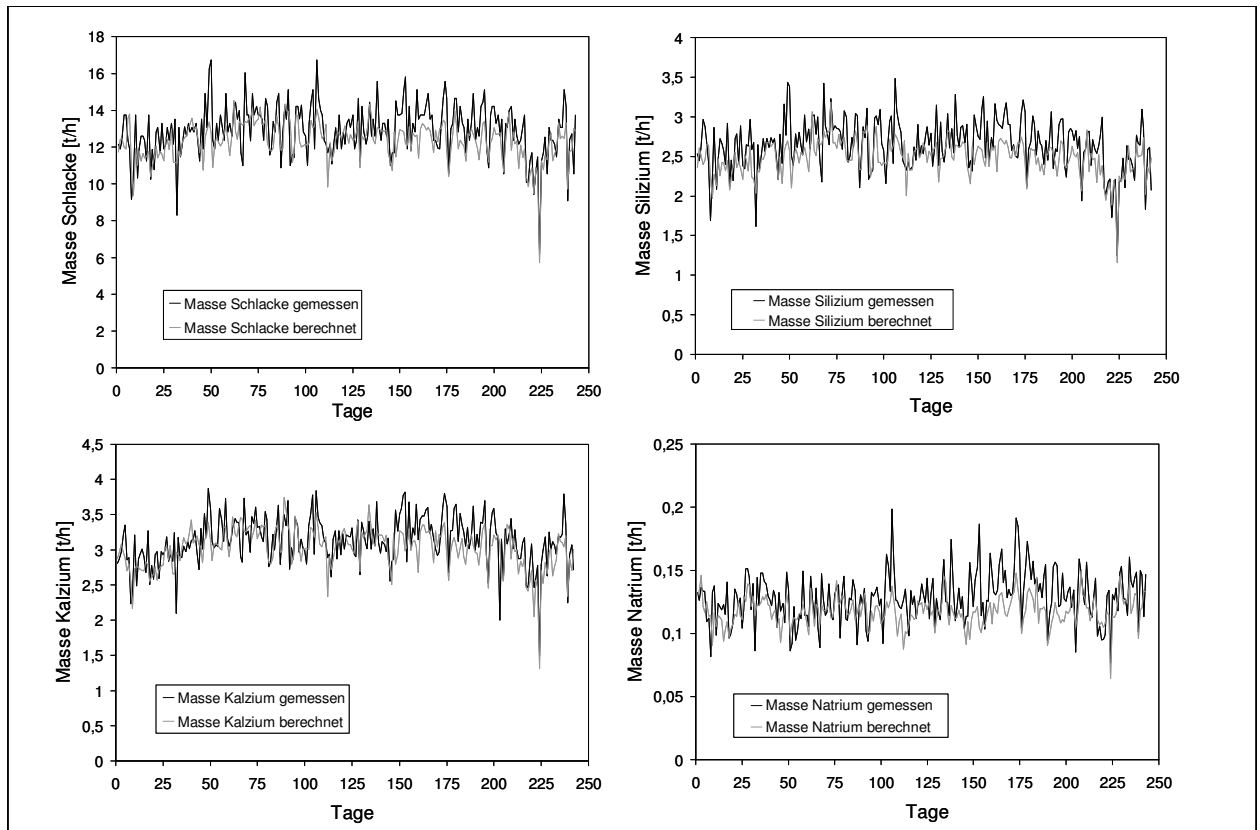 18
16
14
12
10
8
6
4
2
0
Masse Schlacke [t/h]
Masse Schlacke gemessen
Masse Schlacke berechnet
0 25 50 75 100 125 150 175 200 225 250
Tage
4
3,5
3
2,5
2
1,5
1
0,5
0
Masse Silizium [t/h]
Masse Silizium gemessen
Masse Silizium berechnet
0 25 50 75 100 125 150 175 200 225 250
Tage
4,5
4
3,5
3
2,5
2
1,5
1
0,5
0
Masse Kalzium [t/h]
Masse Kalzium gemessen
Masse Kalzium berechnet
0 25 50 75 100 125 150 175 200 225 250
Tage
0,25
0,2
0,15
0,1
0,05
0
Masse Natrium [t/h]
Masse Natrium gemessen
Masse Natrium berechnet
0 25 50 75 100 125 150 175 200 225 250
Tage